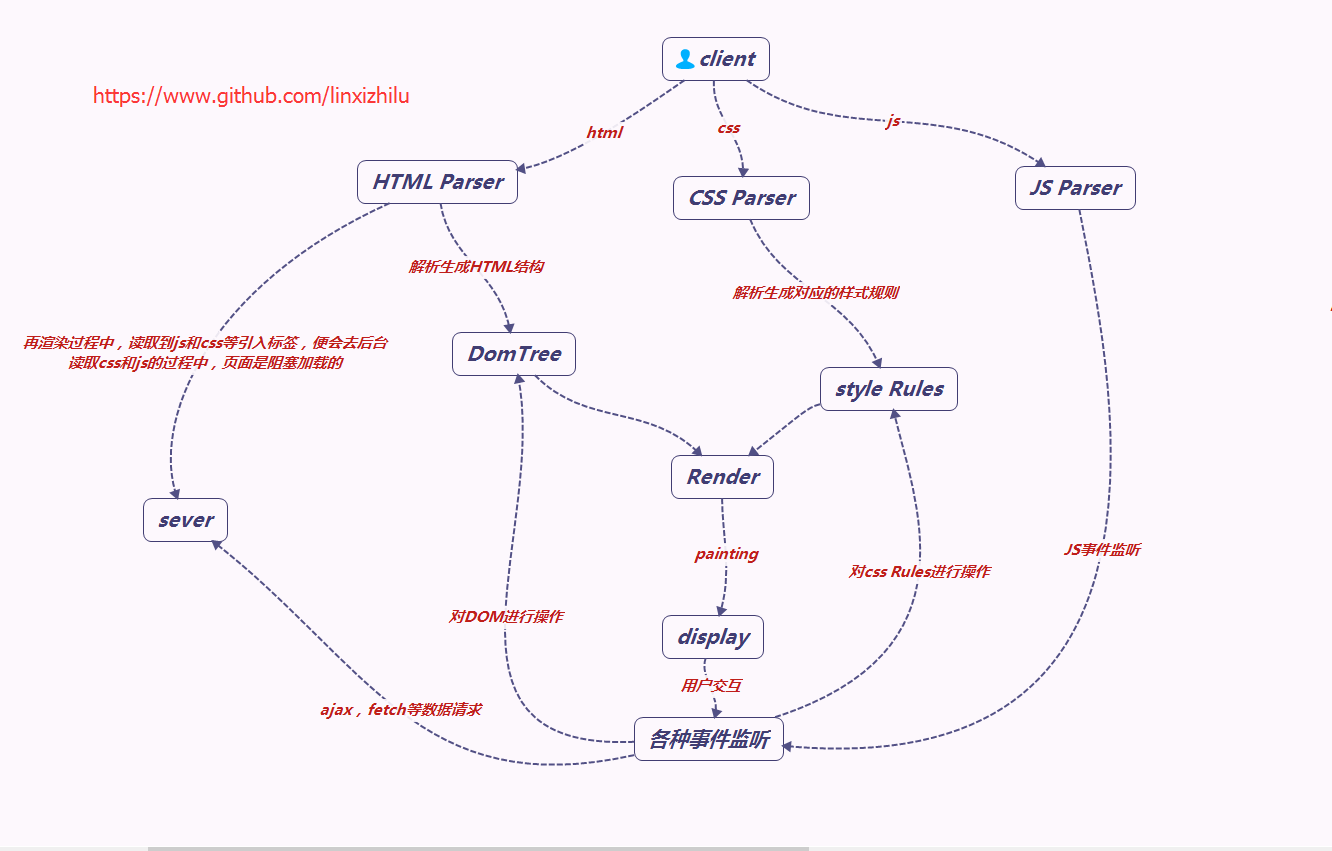 client
https://www.github.com/linxizhilu
html
css
js
HTML Parser
CSS Parser
JS Parser
解析生成HTML结构
解析生成对应的样式规则
再渲染过程中，读取到js和css等引入标签，便会去后台
读取css和js的过程中，页面是阻塞加载的
DomTree
style Rules
Render
sever
painting
JS事件监听
对css Rules进行操作
对DOM进行操作
display
用户交互
ajax，fetch等数据请求
各种事件监听